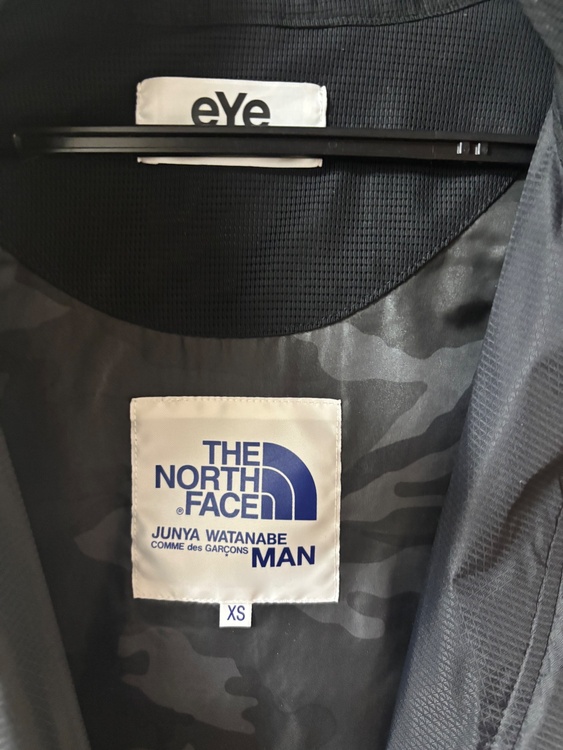 eYe
THE
NORTH
FACE
®
JUNYA WATANABE
COMME des GARÇONS MAN
XS